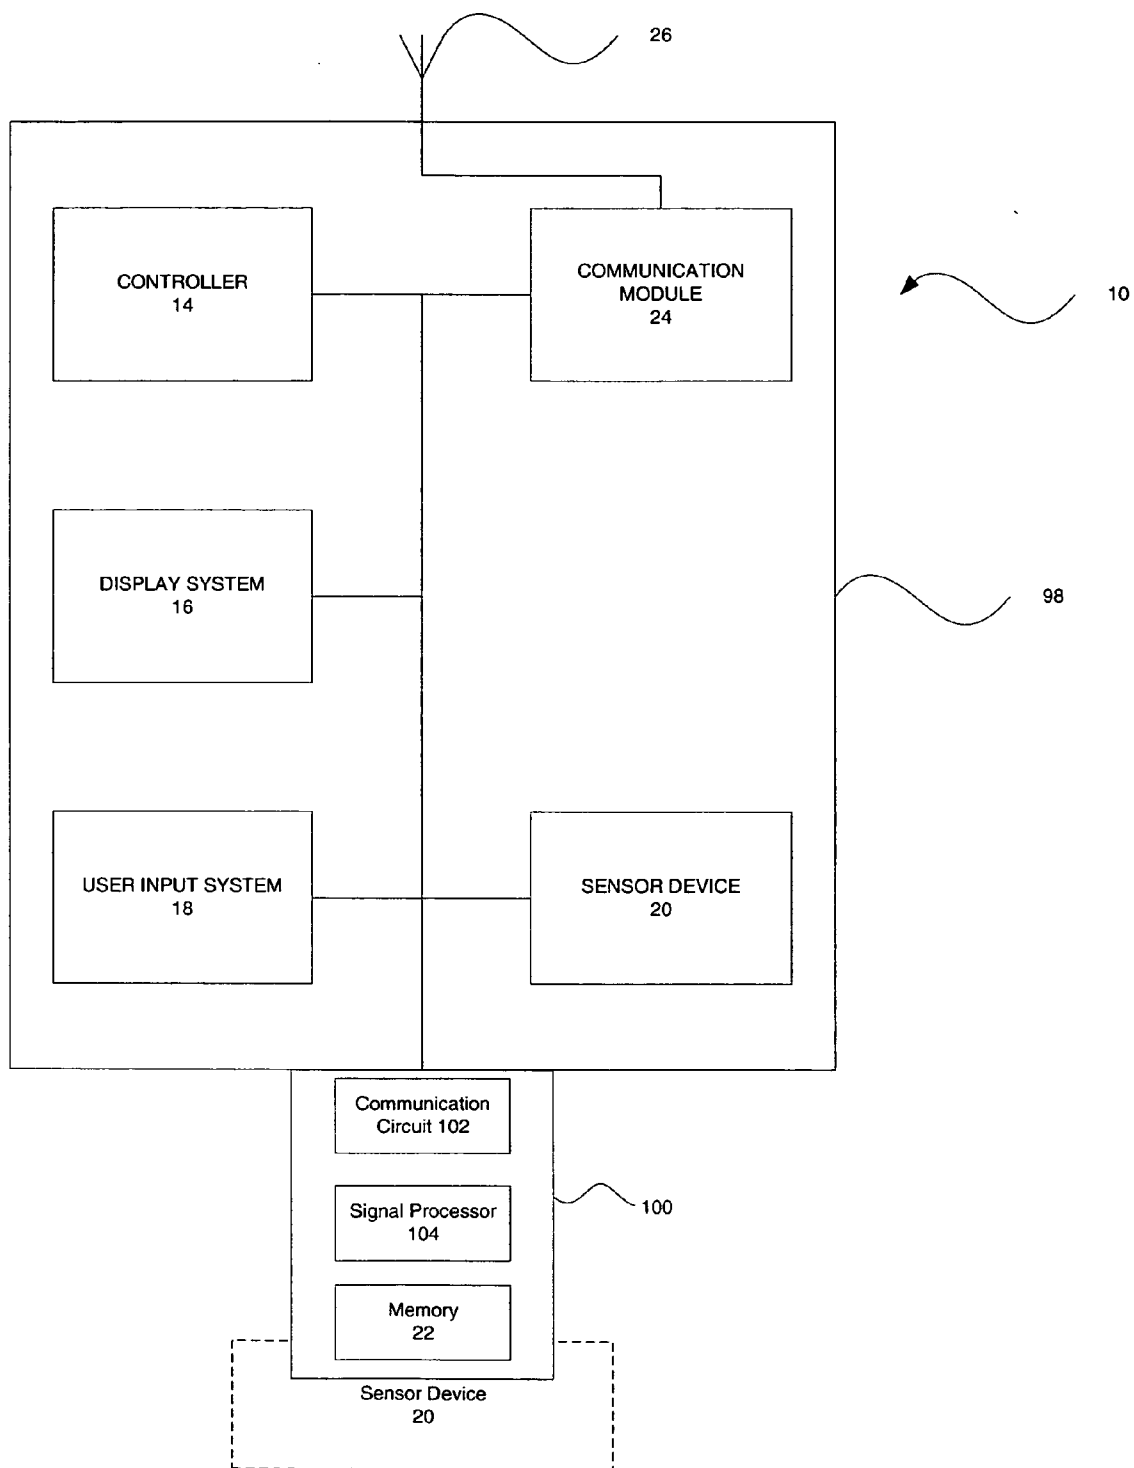 26
CONTROLLER
14
COMMUNICATION
MODULE
24
10
DISPLAY SYSTEM
16
98
USER INPUT SYSTEM
18
SENSOR DEVICE
20
Communication
Circuit 102
Signal Processor
104
100
Memory
22
Sensor Device
20